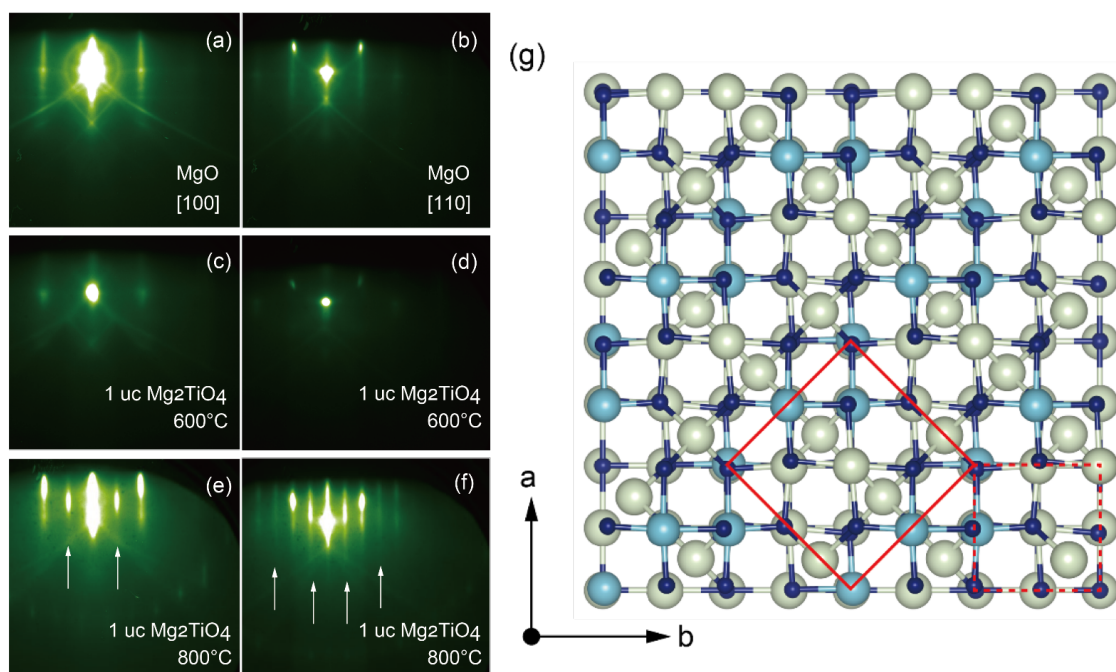 (a)
MgO
[100]
(b)
MgO
[110]
(c)
1 uc Mg2TiO4
600°C
(d)
1 uc Mg2TiO4
600°C
(e)
1 uc Mg2TiO4
800°C
(f)
1 uc Mg2TiO4
800°C
(g)
a
b